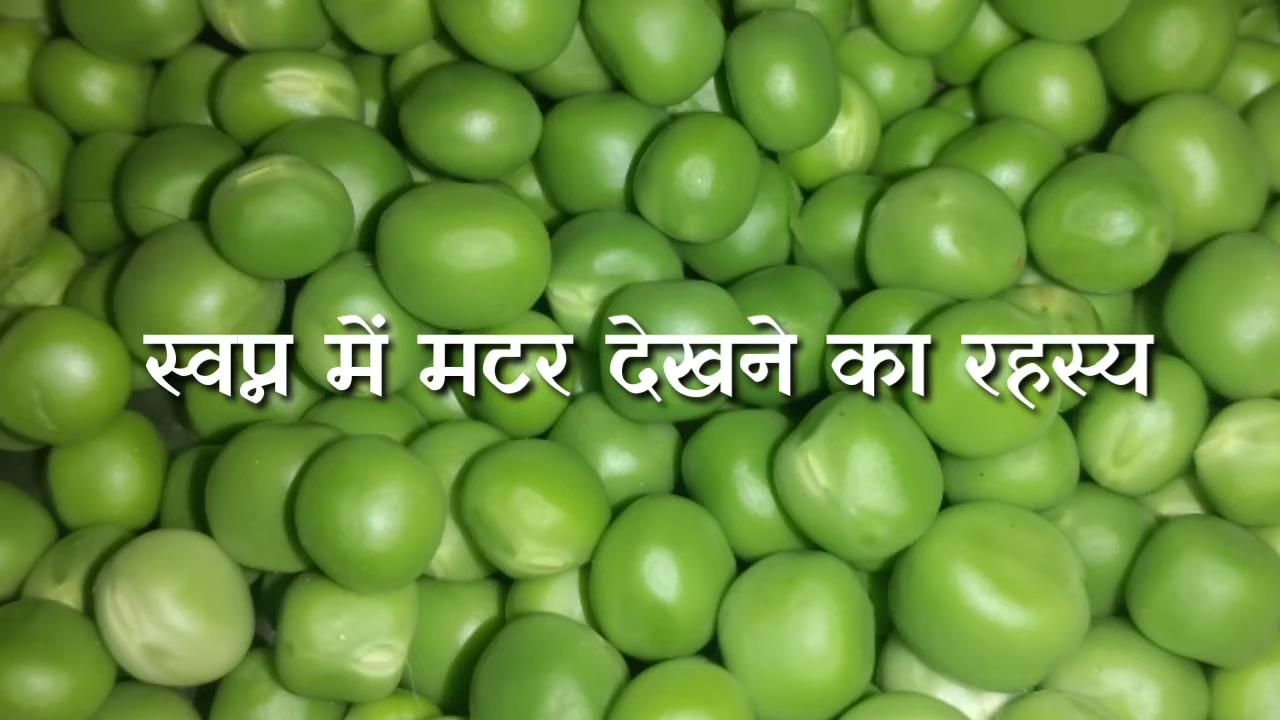 स्वप्न में मटर देखने का रहस्य